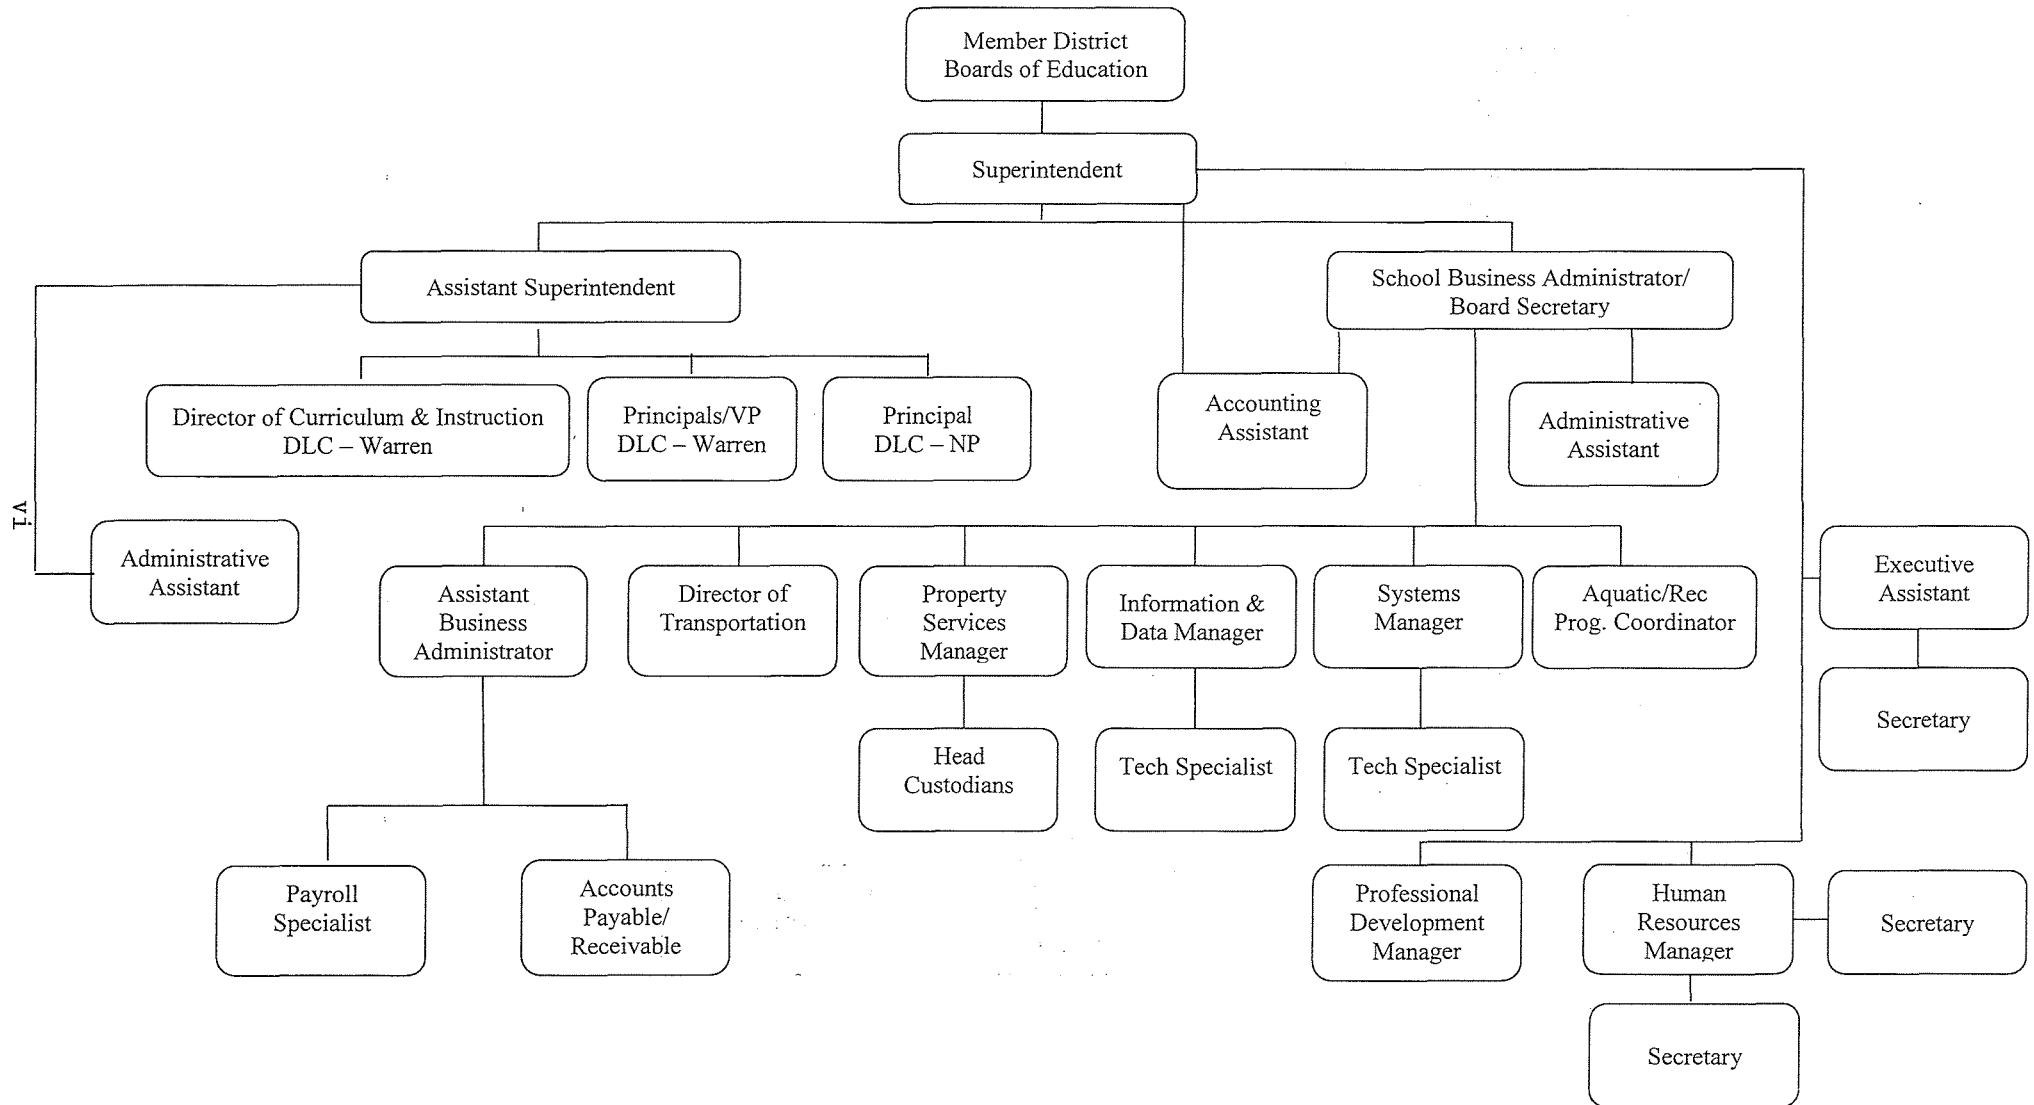 Member District
Boards of Education
Superintendent
Assistant Superintendent
School Business Administrator/
Board Secretary
Director of Curriculum & Instruction
DLC – Warren
Principals/VP
DLC – Warren
Principal
DLC – NP
Accounting
Assistant
Administrative
Assistant
vi
Administrative
Assistant
Assistant
Business
Administrator
Director of
Transportation
Property
Services
Manager
Information &
Data Manager
Systems
Manager
Aquatic/Rec
Prog. Coordinator
Executive
Assistant
Secretary
Head
Custodians
Tech Specialist
Tech Specialist
Payroll
Specialist
Accounts
Payable/
Receivable
Professional
Development
Manager
Human
Resources
Manager
Secretary
Secretary